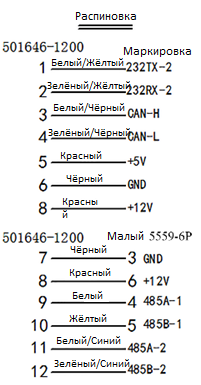 Распиновка
501646-1200 Маркировка
1 Белый/Жёлтый 232TX-2
2 Зелёный/Жёлтый 232RX-2
3 Белый/Чёрный CAN-H
4 Зелёный/Чёрный CAN-L
5 Красный +5V
6 Чёрный GND
8 Красны
й +12V
501646-1200 Малый 5559-6P
7 Чёрный 3 GND
8 Красный 6 +12V
9 Белый 4 485A-1
10 Жёлтый 5 485B-1
11 Белый/Синий 485A-2
12 Зелёный/Синий 485B-2